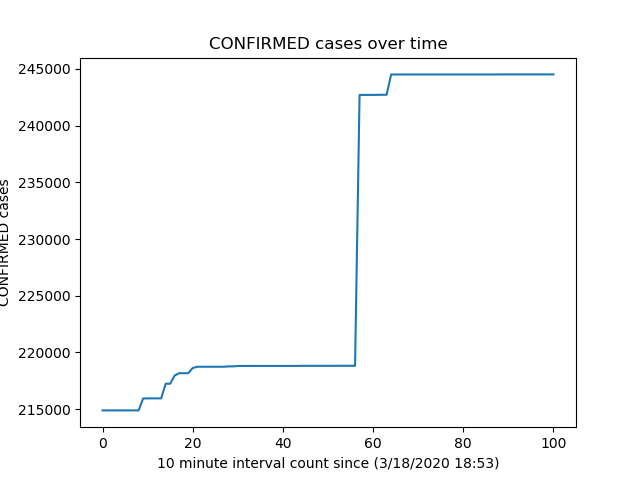 CONFIRMED cases over time
CONFIRMED cases
245000
240000
235000
230000
225000
220000
215000
0 20 40 60 80 100
10 minute interval count since (3/18/2020 18:53)